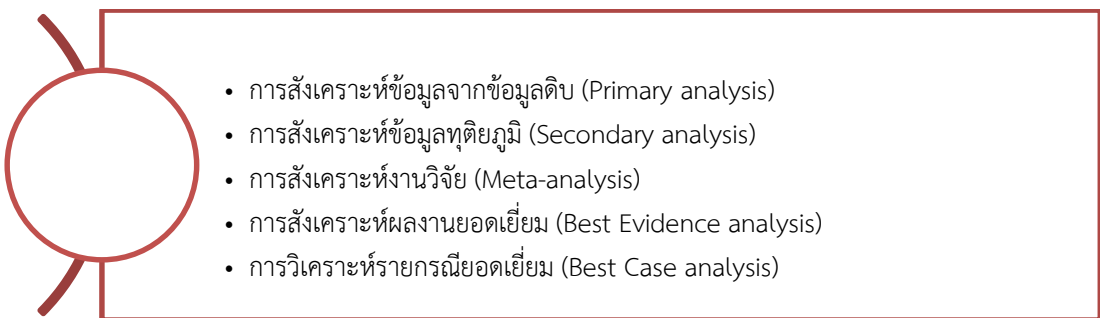 • การสังเคราะห์ข้อมูลจากข้อมูลดิบ (Primary analysis)
• การสังเคราะห์ข้อมูลทุติยภูมิ (Secondary analysis)
• การสังเคราะห์งานวิจัย (Meta-analysis)
• การสังเคราะห์ผลงานยอดเยี่ยม (Best Evidence analysis)
• การวิเคราะห์รายกรณียอดเยี่ยม (Best Case analysis)